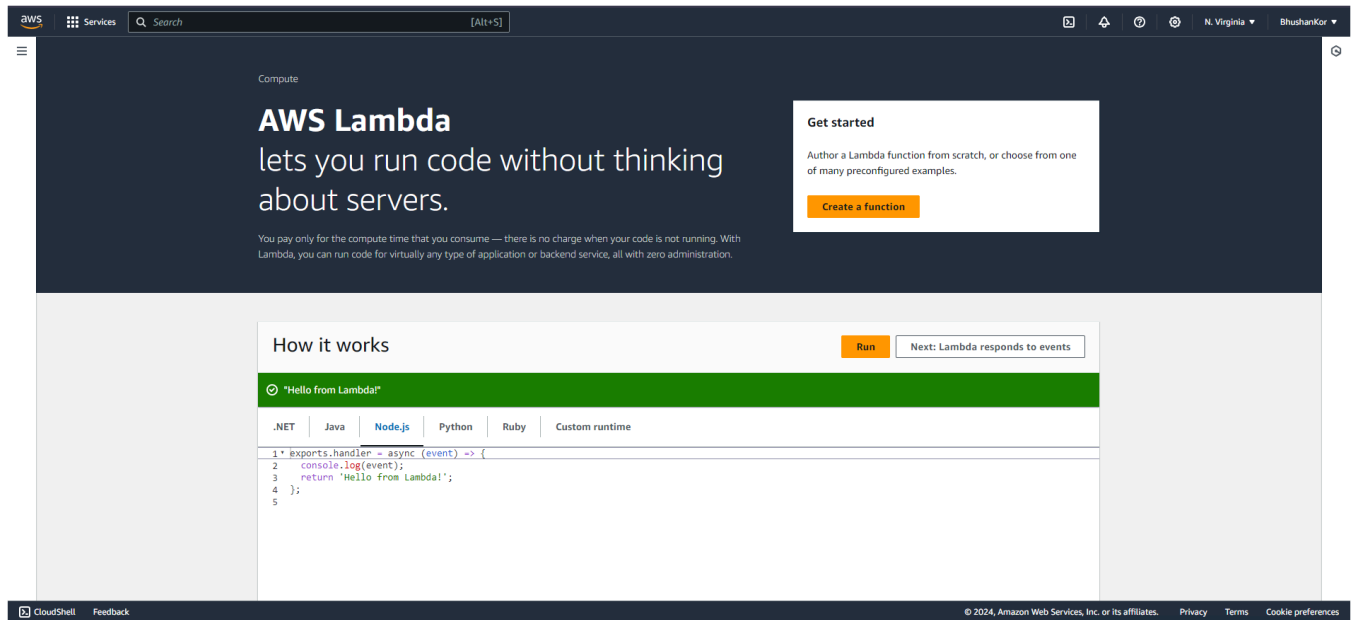 aws
Services
Search
[Alt+S]
N. Virginia
BhushanKor
Compute
AWS Lambda
lets you run code without thinking
about servers.
You pay only for the compute time that you consume — there is no charge when your code is not running. With
Lambda, you can run code for virtually any type of application or backend service, all with zero administration.
Get started
Author a Lambda function from scratch, or choose from one
of many preconfigured examples.
Create a function
How it works
Run
Next: Lambda responds to events
"Hello from Lambda!"
.NET
Java
Node.js
Python
Ruby
Custom runtime
1 exports.handler = async (event) => {
2 console.log(event);
3 return 'Hello from Lambda!';
4 };
5
CloudShell
Feedback
© 2024, Amazon Web Services, Inc. or its affiliates.
Privacy
Terms
Cookie preferences